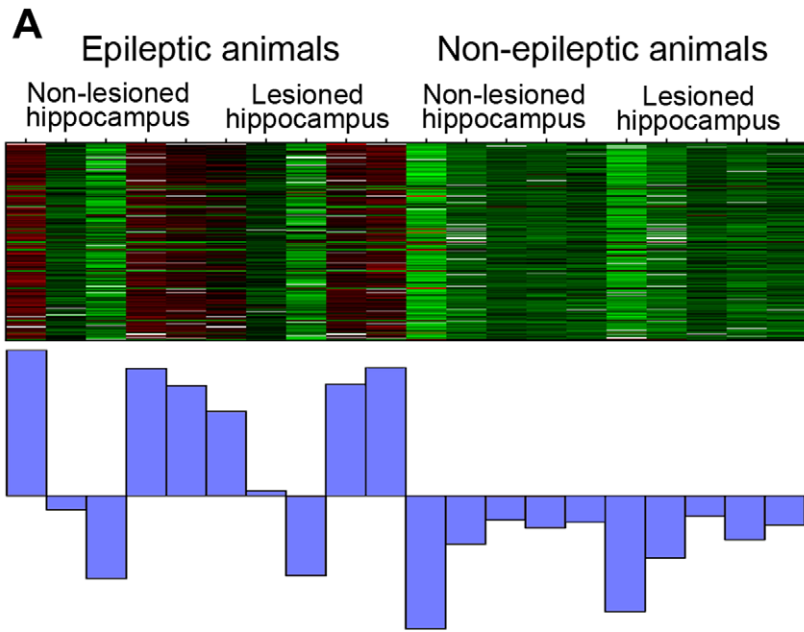 A
Epileptic animals
Non-epileptic animals
Non-lesioned
hippocampus
Lesioned
hippocampus
Non-lesioned
hippocampus
Lesioned
hippocampus